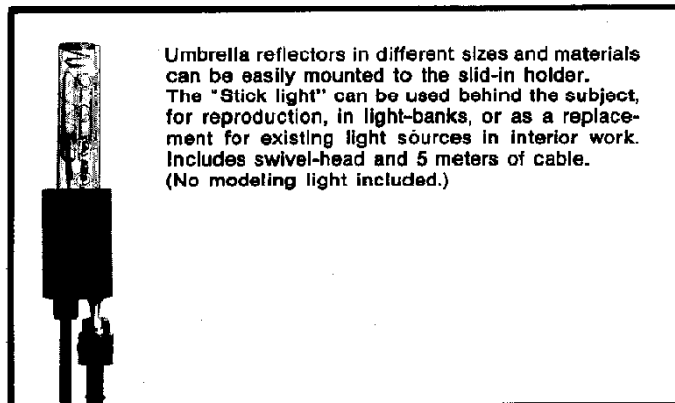 Umbrella reflectors in different sizes and materials
can be easily mounted to the slid-in holder.
The "Stick light" can be used behind the subject,
for reproduction, in light-banks, or as a replace-
ment for existing light sources in interior work.
Includes swivel-head and 5 meters of cable.
(No modeling light included.)